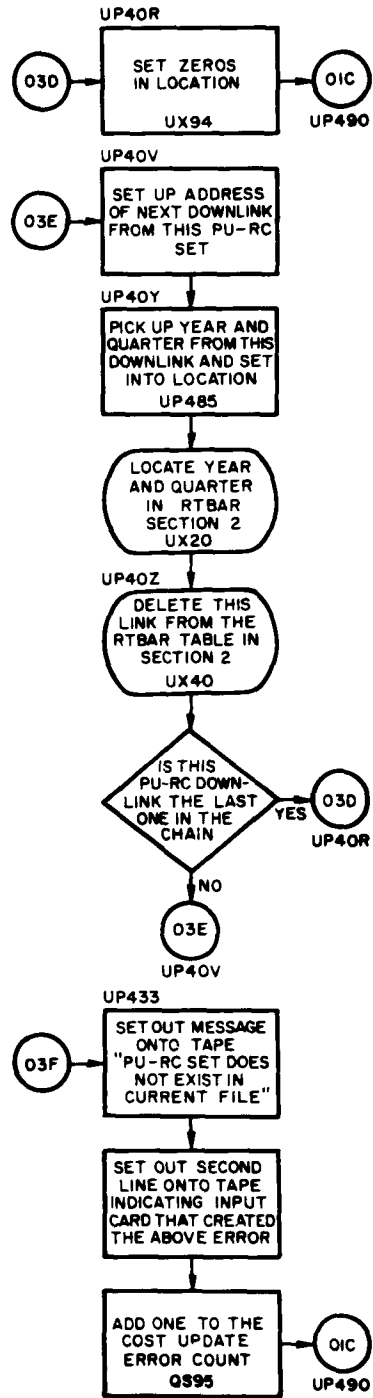 UP40R
03D
SET ZEROS
IN LOCATION
UX94
01C
UP490
UP40V
03E
SET UP ADDRESS
OF NEXT DOWNLINK
FROM THIS PU-RC
SET
UP40Y
PICK UP YEAR AND
QUARTER FROM THIS
DOWNLINK AND SET
INTO LOCATION
UP485
LOCATE YEAR
AND QUARTER
IN RTBAR
SECTION 2
UX20
UP40Z
DELETE THIS
LINK FROM THE
RTBAR TABLE IN
SECTION 2
UX40
IS THIS
PU-RC DOWN-
LINK THE LAST
ONE IN THE
CHAIN
YES
03D
UP40R
NO
03E
UP40V
UP433
03F
SET OUT MESSAGE
ONTO TAPE
"PU-RC SET DOES
NOT EXIST IN
CURRENT FILE"
SET OUT SECOND
LINE ONTO TAPE
INDICATING INPUT
CARD THAT CREATED
THE ABOVE ERROR
ADD ONE TO THE
COST UPDATE
ERROR COUNT
QS95
01C
UP490